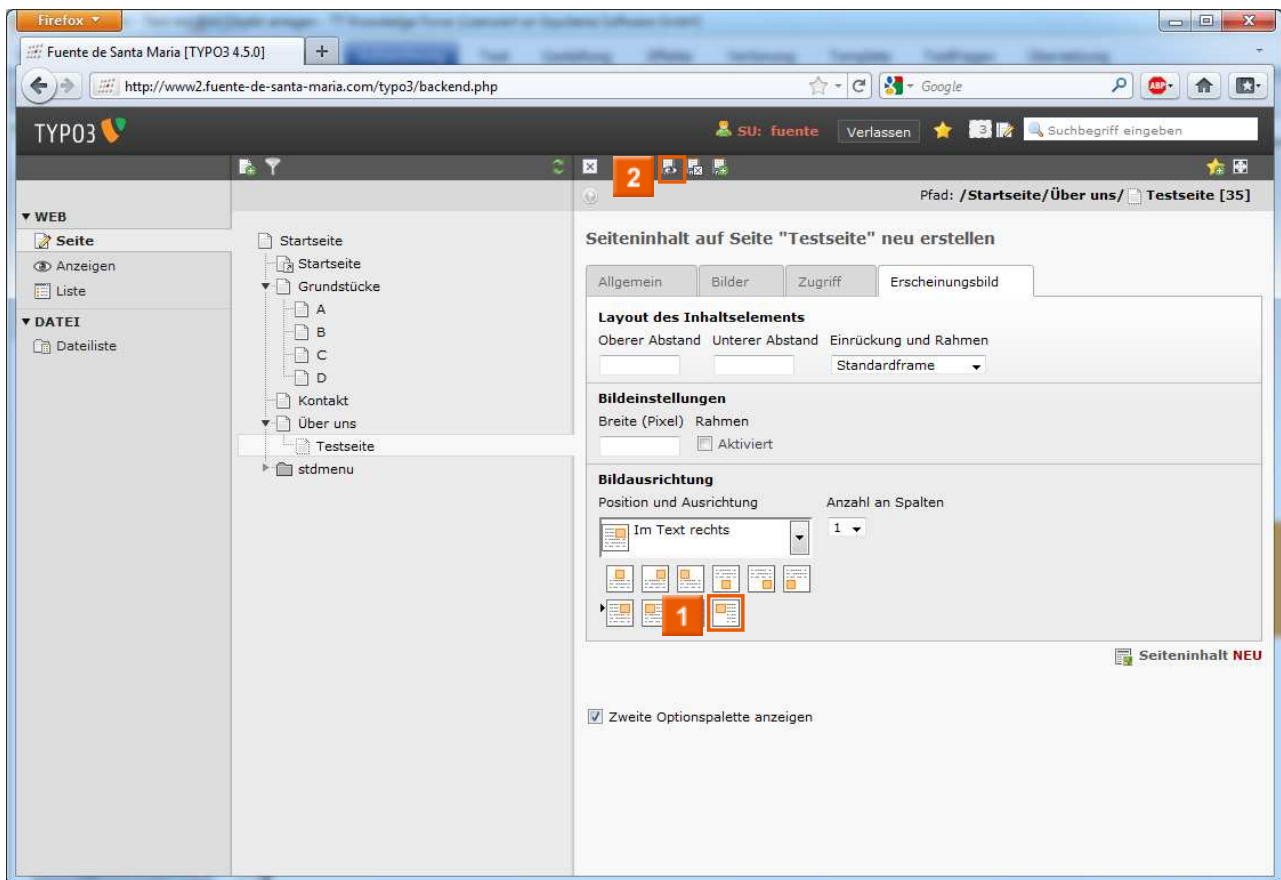 Firefox
Fuente de Santa Maria [TYPO3 4.5.0]
http://www2.fuente-de-santa-maria.com/typo3/backend.php
Google
ABP
TYPO3
SU: fuente
Verlassen
3
Suchbegriff eingeben
2
Pfad: /Startseite/Über uns/ Testseite [35]
WEB
Seite
Anzeigen
Liste
DATEI
Dateiliste
Startseite
Startseite
Grundstücke
A
B
C
D
Kontakt
Über uns
Testseite
stdmenu
Seiteninhalt auf Seite "Testseite" neu erstellen
Allgemein Bilder Zugriff Erscheinungsbild
Layout des Inhaltselements
Oberer Abstand Unterer Abstand Einrückung und Rahmen
Standardframe
Bildeinstellungen
Breite (Pixel) Rahmen
Aktiviert
Bildausrichtung
Position und Ausrichtung Anzahl an Spalten
Im Text rechts 1
1
Seiteninhalt NEU
Zweite Optionspalette anzeigen